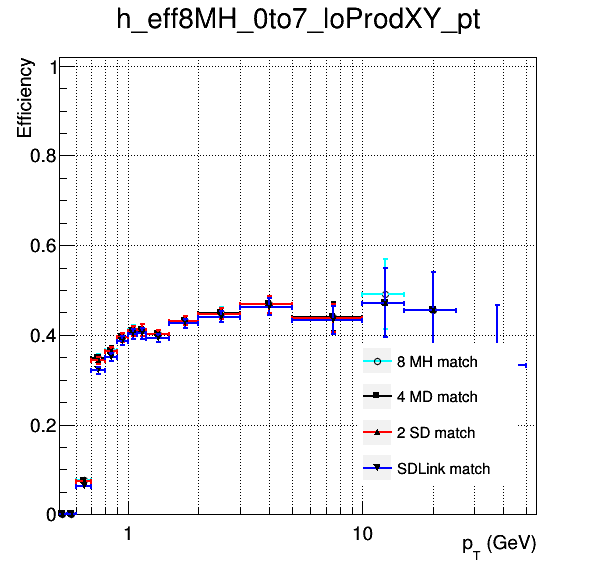 h_eff8MH_0to7_loProdXY_pt
Efficiency
1
0.8
0.6
0.4
0.2
0
8 MH match
4 MD match
2 SD match
SDLink match
1
10
p_T (GeV)